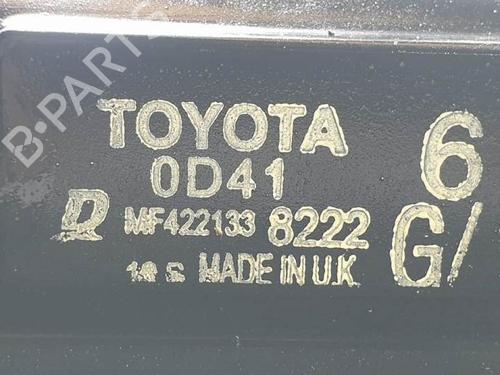 B-PARTS
TOYOTA
0D41
6
D MF422133 8222
G/
MADE IN U.K